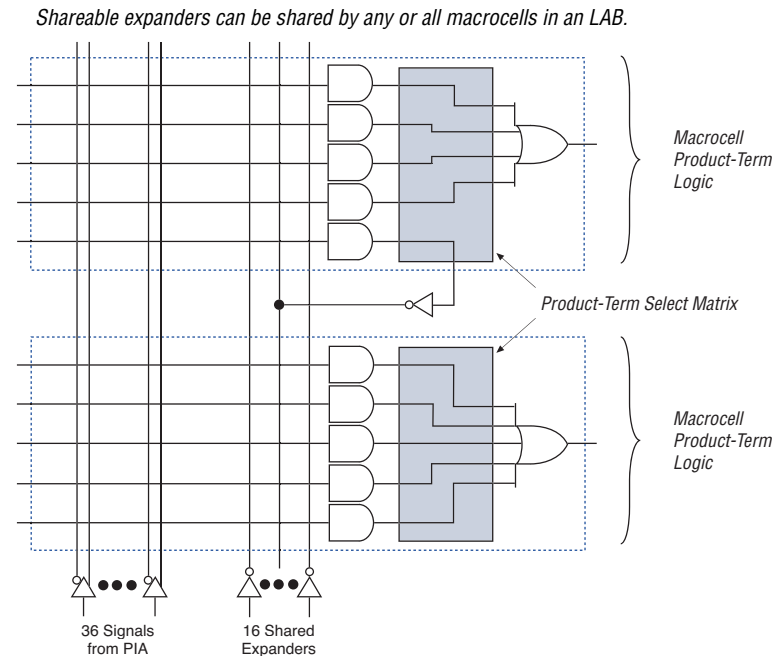 Shareable expanders can be shared by any or all macrocells in an LAB.
Macrocell
Product-Term
Logic
Product-Term Select Matrix
Macrocell
Product-Term
Logic
36 Signals
from PIA
16 Shared
Expanders